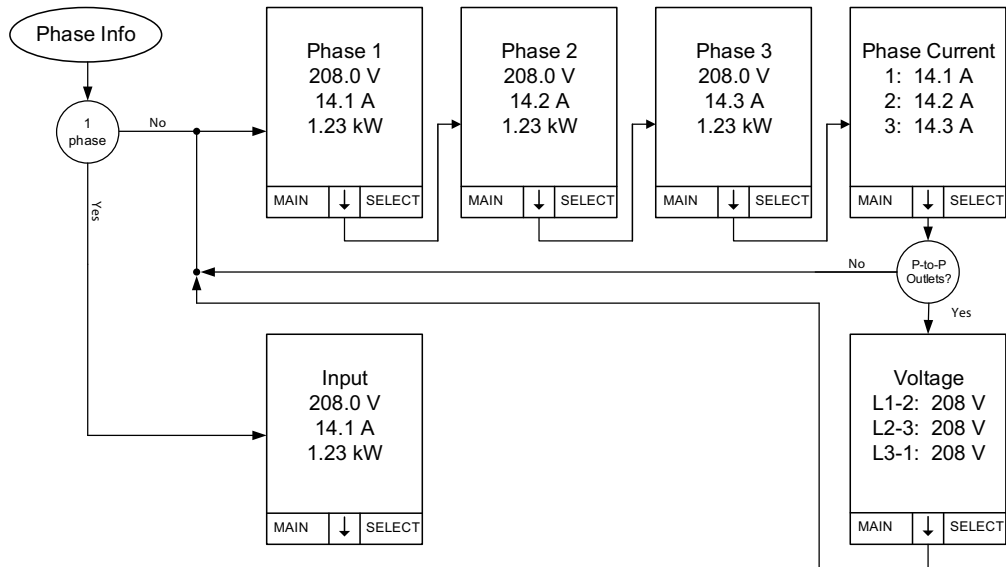 Phase Info
1
phase
No
Yes
Phase 1
208.0 V
14.1 A
1.23 kW
MAIN ↓ SELECT
Phase 2
208.0 V
14.2 A
1.23 kW
MAIN ↓ SELECT
Phase 3
208.0 V
14.3 A
1.23 kW
MAIN ↓ SELECT
Phase Current
1: 14.1 A
2: 14.2 A
3: 14.3 A
MAIN ↓ SELECT
P-to-P
Outlets?
No
Yes
Input
208.0 V
14.1 A
1.23 kW
MAIN ↓ SELECT
Voltage
L1-2: 208 V
L2-3: 208 V
L3-1: 208 V
MAIN ↓ SELECT